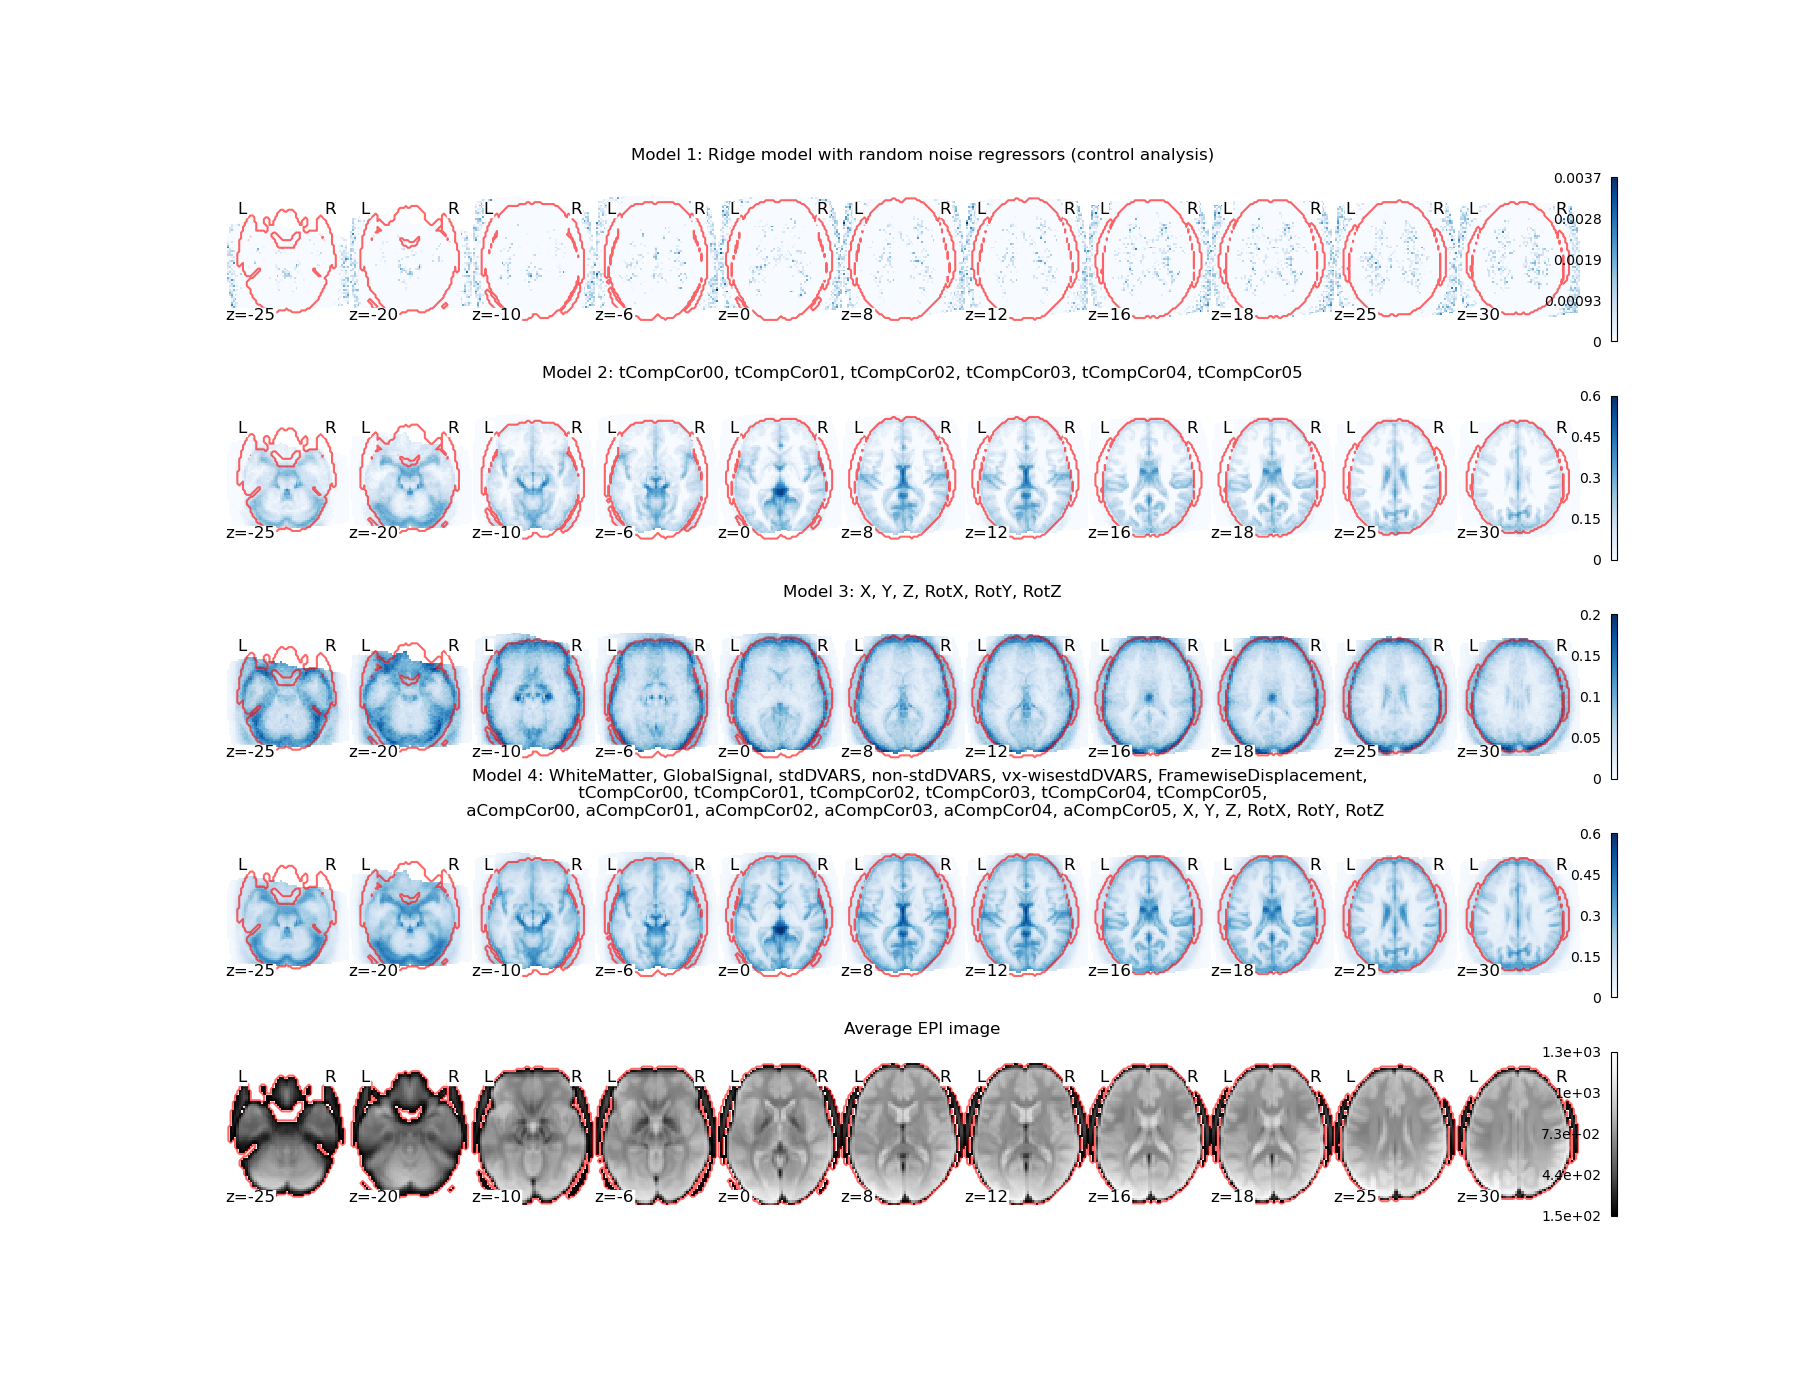 Model 1: Ridge model with random noise regressors (control analysis)
0.0037
L R L R L R L R L R L R L R L R L R L R L R
0.0028
0.0019
0.00093
z=-25 z=-20 z=-10 z=-6 z=0 z=8 z=12 z=16 z=18 z=25 z=30
0
Model 2: tCompCor00, tCompCor01, tCompCor02, tCompCor03, tCompCor04, tCompCor05
0.6
L R L R L R L R L R L R L R L R L R L R L R
0.45
0.3
0.15
z=-25 z=-20 z=-10 z=-6 z=0 z=8 z=12 z=16 z=18 z=25 z=30
0
Model 3: X, Y, Z, RotX, RotY, RotZ
0.2
L R L R L R L R L R L R L R L R L R L R L R
0.15
0.1
0.05
z=-25 z=-20 z=-10 z=-6 z=0 z=8 z=12 z=16 z=18 z=25 z=30
0
Model 4: WhiteMatter, GlobalSignal, stdDVARS, non-stdDVARS, vx-wisestdDVARS, FramewiseDisplacement,
tCompCor00, tCompCor01, tCompCor02, tCompCor03, tCompCor04, tCompCor05,
aCompCor00, aCompCor01, aCompCor02, aCompCor03, aCompCor04, aCompCor05, X, Y, Z, RotX, RotY, RotZ
0.6
L R L R L R L R L R L R L R L R L R L R L R
0.45
0.3
0.15
z=-25 z=-20 z=-10 z=-6 z=0 z=8 z=12 z=16 z=18 z=25 z=30
0
Average EPI image
1.3e+03
L R L R L R L R L R L R L R L R L R L R L R
1e+03
7.3e+02
4.4e+02
z=-25 z=-20 z=-10 z=-6 z=0 z=8 z=12 z=16 z=18 z=25 z=30
1.5e+02